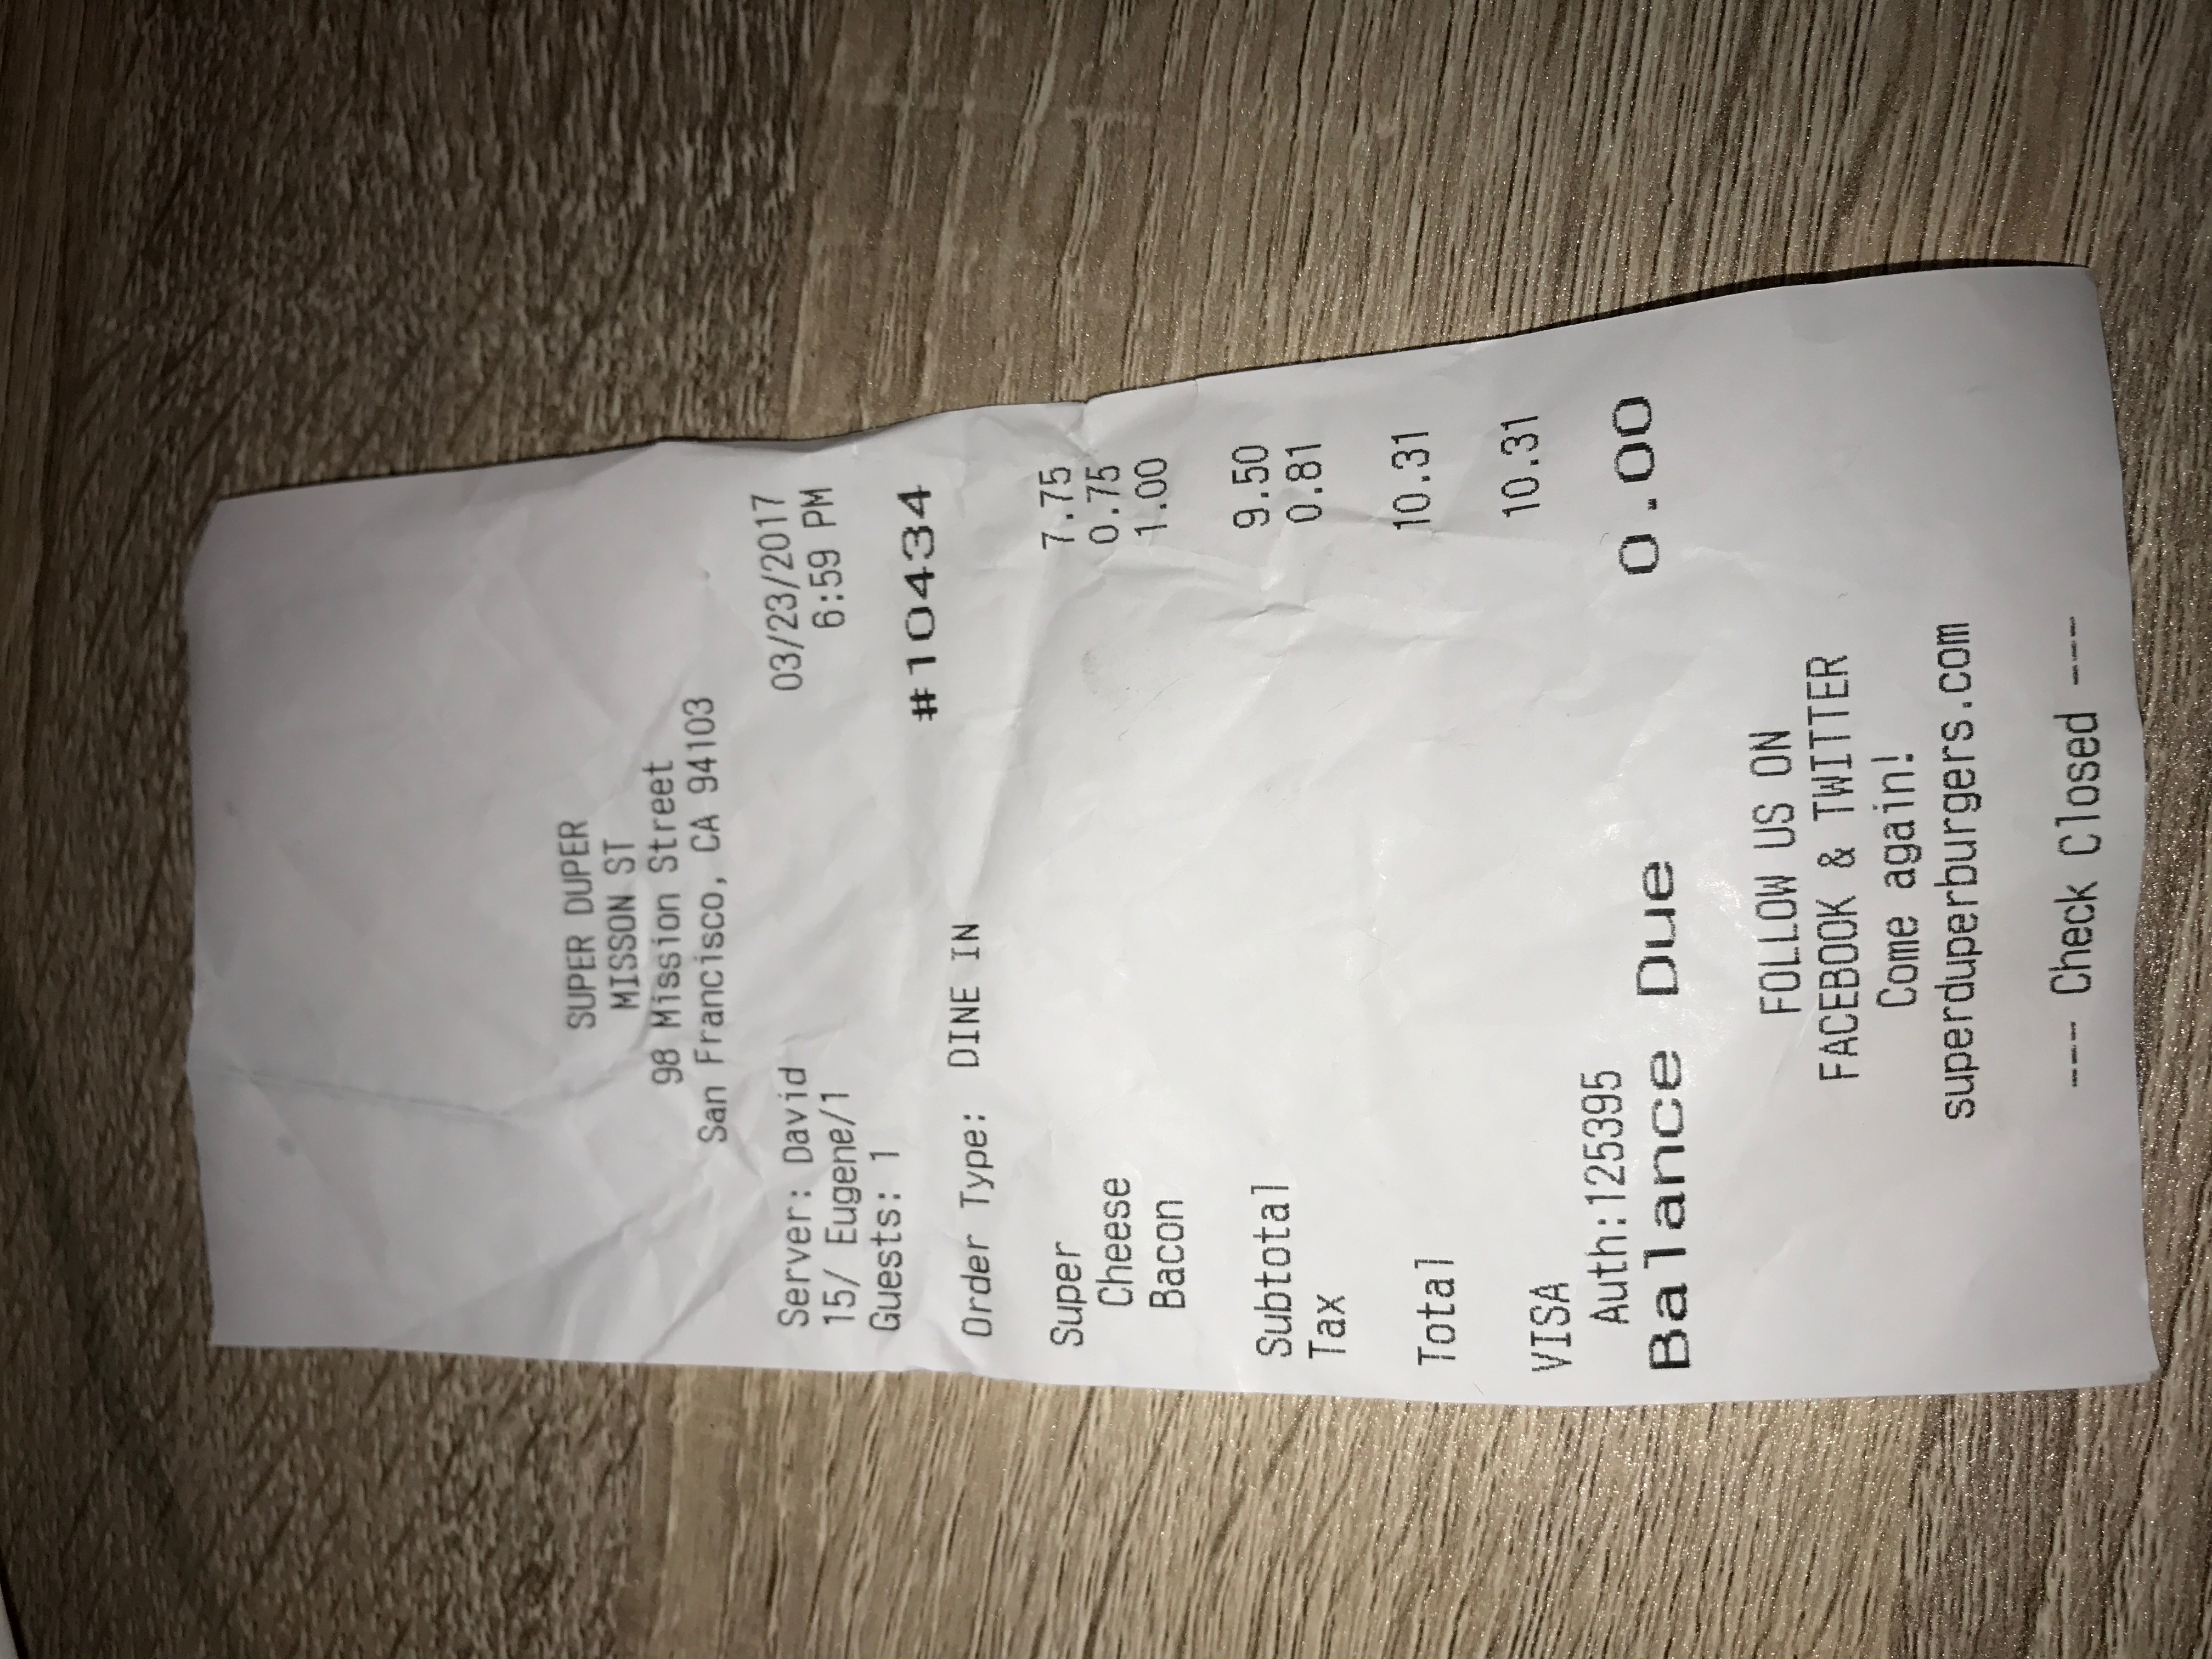 SUPER DUPER
MISSON ST
98 Mission Street
San Francisco, CA 94103
Server: David 03/23/2017
15/ Eugene/1 6:59 PM
Guests: 1
#10434
Order Type: DINE IN
Super 7.75
Cheese 0.75
Bacon 1.00
Subtotal 9.50
Tax 0.81
Total 10.31
VISA 10.31
Auth:125395
Balance Due 0.00
FOLLOW US ON
FACEBOOK & TWITTER
Come again!
superduperburgers.com
--- Check Closed ---